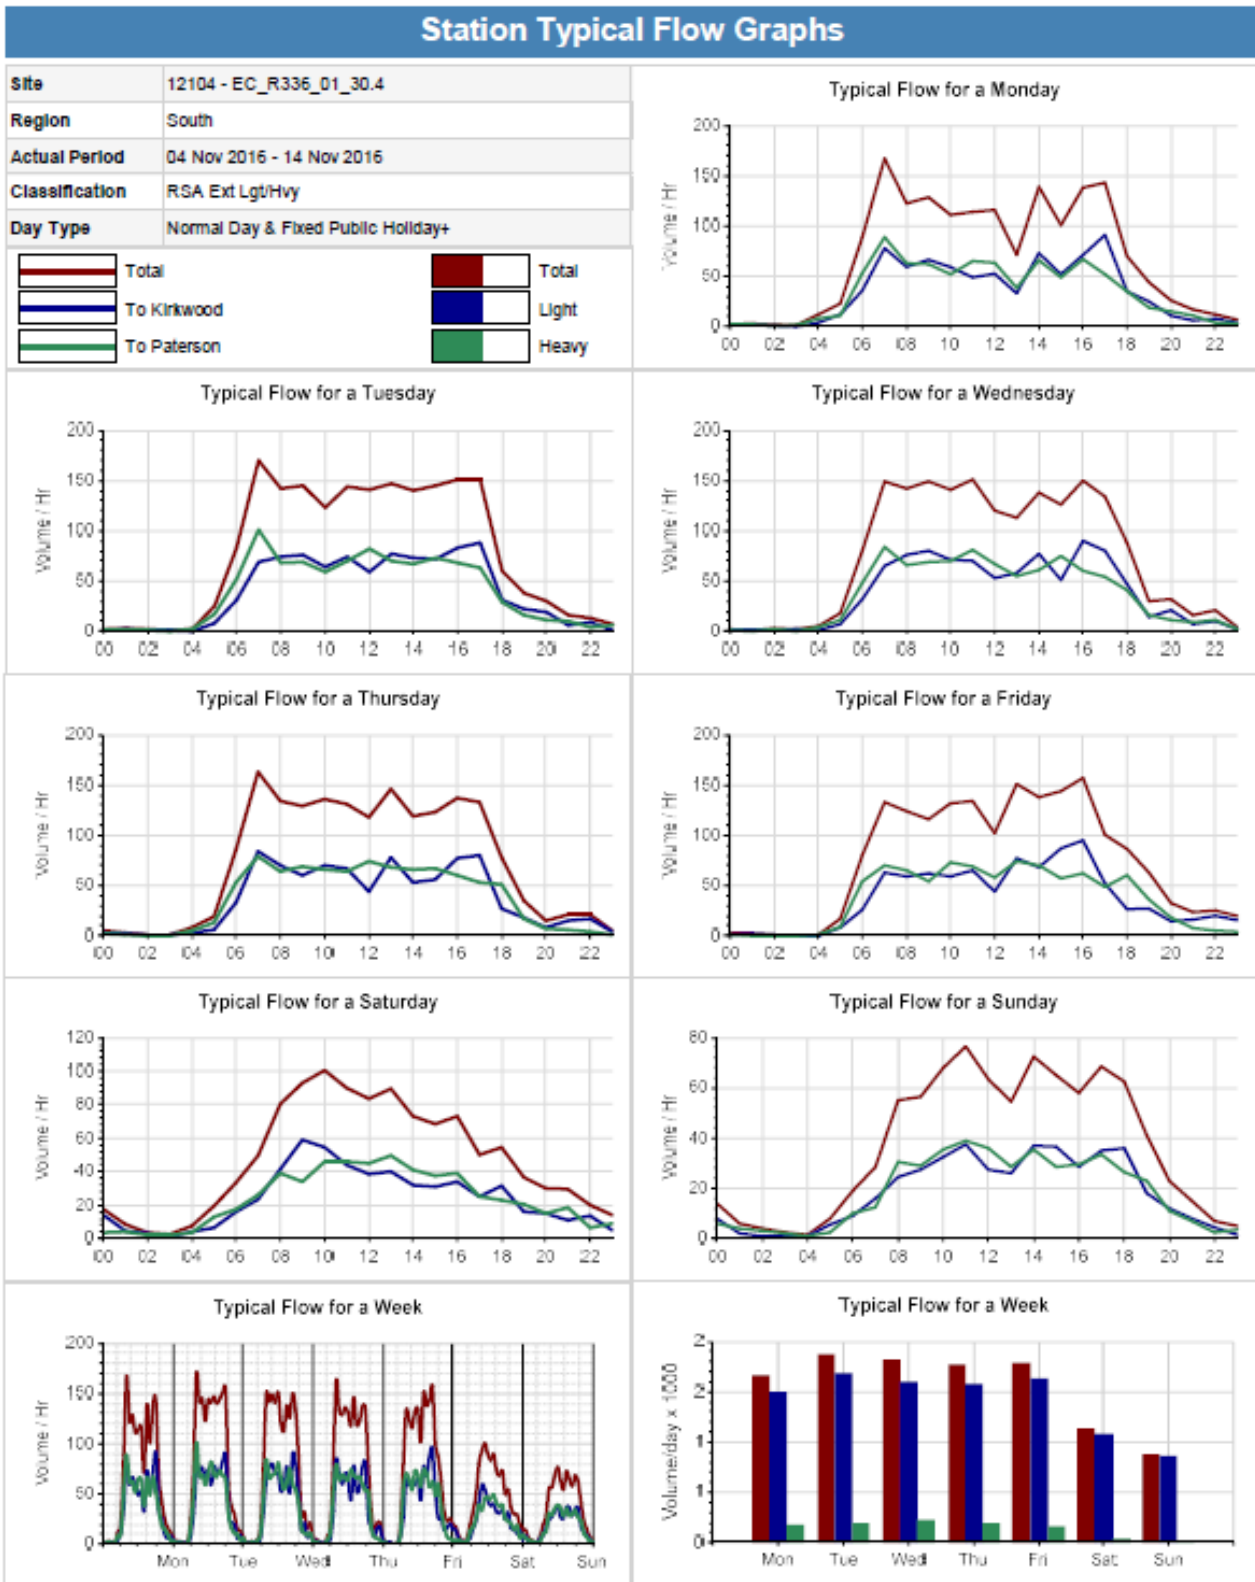 Station Typical Flow Graphs
Site 12104 - EC_R336_01_30.4
Region South
Actual Period 04 Nov 2016 - 14 Nov 2016
Classification RSA Ext Lgt/Hvy
Day Type Normal Day & Fixed Public Holiday+
Total Total
To Kirkwood Light
To Paterson Heavy
Typical Flow for a Monday
200
150
100
50
0
Volume / Hr
00 02 04 06 08 10 12 14 16 18 20 22
Typical Flow for a Tuesday
200
150
100
50
0
Volume / Hr
00 02 04 06 08 10 12 14 16 18 20 22
Typical Flow for a Wednesday
200
150
100
50
0
Volume / Hr
00 02 04 06 08 10 12 14 16 18 20 22
Typical Flow for a Thursday
200
150
100
50
0
Volume / Hr
00 02 04 06 08 10 12 14 16 18 20 22
Typical Flow for a Friday
200
150
100
50
0
Volume / Hr
00 02 04 06 08 10 12 14 16 18 20 22
Typical Flow for a Saturday
120
100
80
60
40
20
0
Volume / Hr
00 02 04 06 08 10 12 14 16 18 20 22
Typical Flow for a Sunday
80
60
40
20
0
Volume / Hr
00 02 04 06 08 10 12 14 16 18 20 22
Typical Flow for a Week
200
150
100
50
0
Volume / Hr
Mon Tue Wed Thu Fri Sat Sun
Typical Flow for a Week
2
2
1
1
0
Volume/day x 1000
Mon Tue Wed Thu Fri Sat Sun